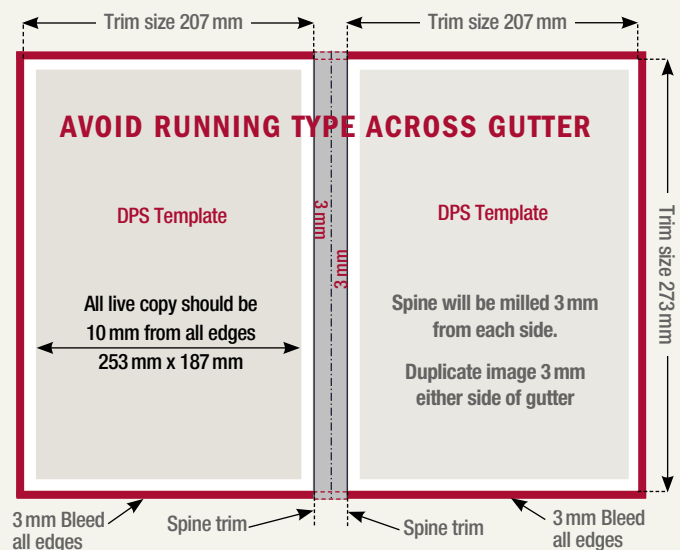 Trim size 207 mm
Trim size 207 mm
AVOID RUNNING TYPE ACROSS GUTTER
DPS Template
3 mm
3 mm
DPS Template
Trim size 273 mm
All live copy should be
10 mm from all edges
253 mm x 187 mm
Spine will be milled 3 mm
from each side.
Duplicate image 3 mm
either side of gutter
3 mm Bleed
all edges
Spine trim
Spine trim
3 mm Bleed
all edges